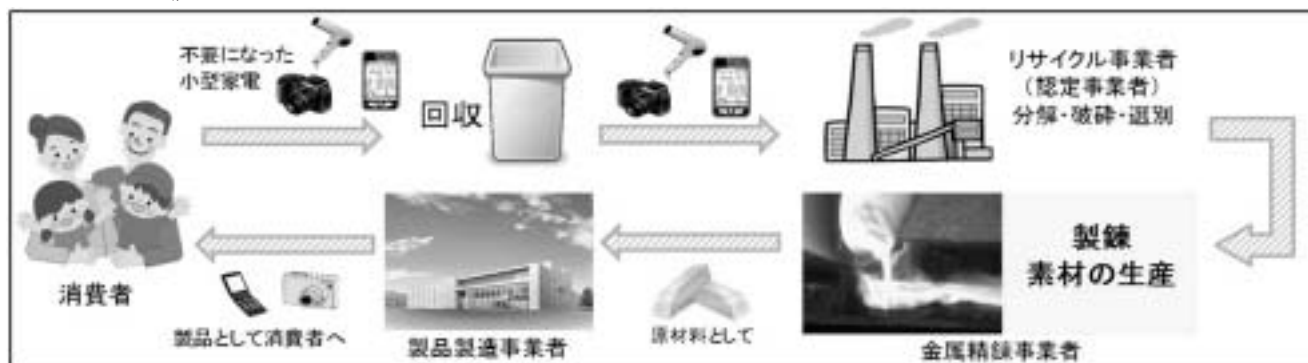 不要になった
小型家電
回収
リサイクル事業者
(認定事業者)
分解・破砕・選別
製錬
素材の生産
金属精錬事業者
原材料として
製品製造事業者
製品として消費者へ
消費者